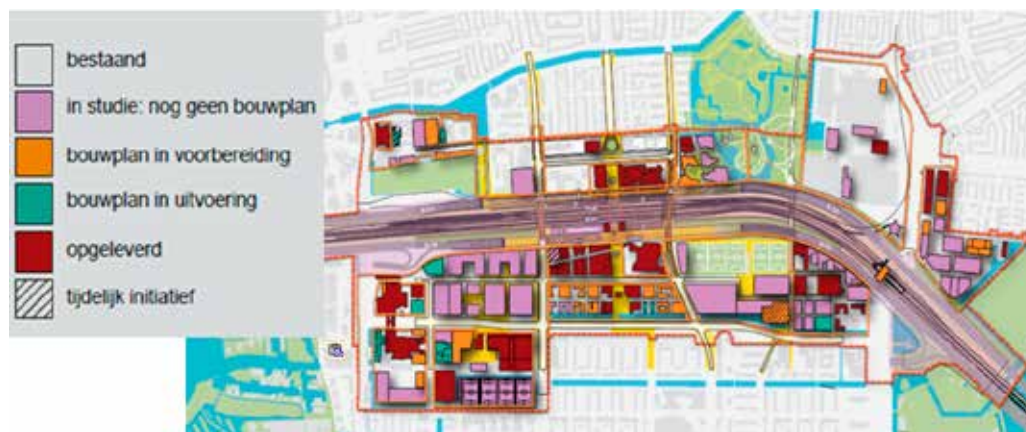 bestaand
in studie: nog geen bouwplan
bouwplan in voorbereiding
bouwplan in uitvoering
opgeleverd
tijdelijk initiatief